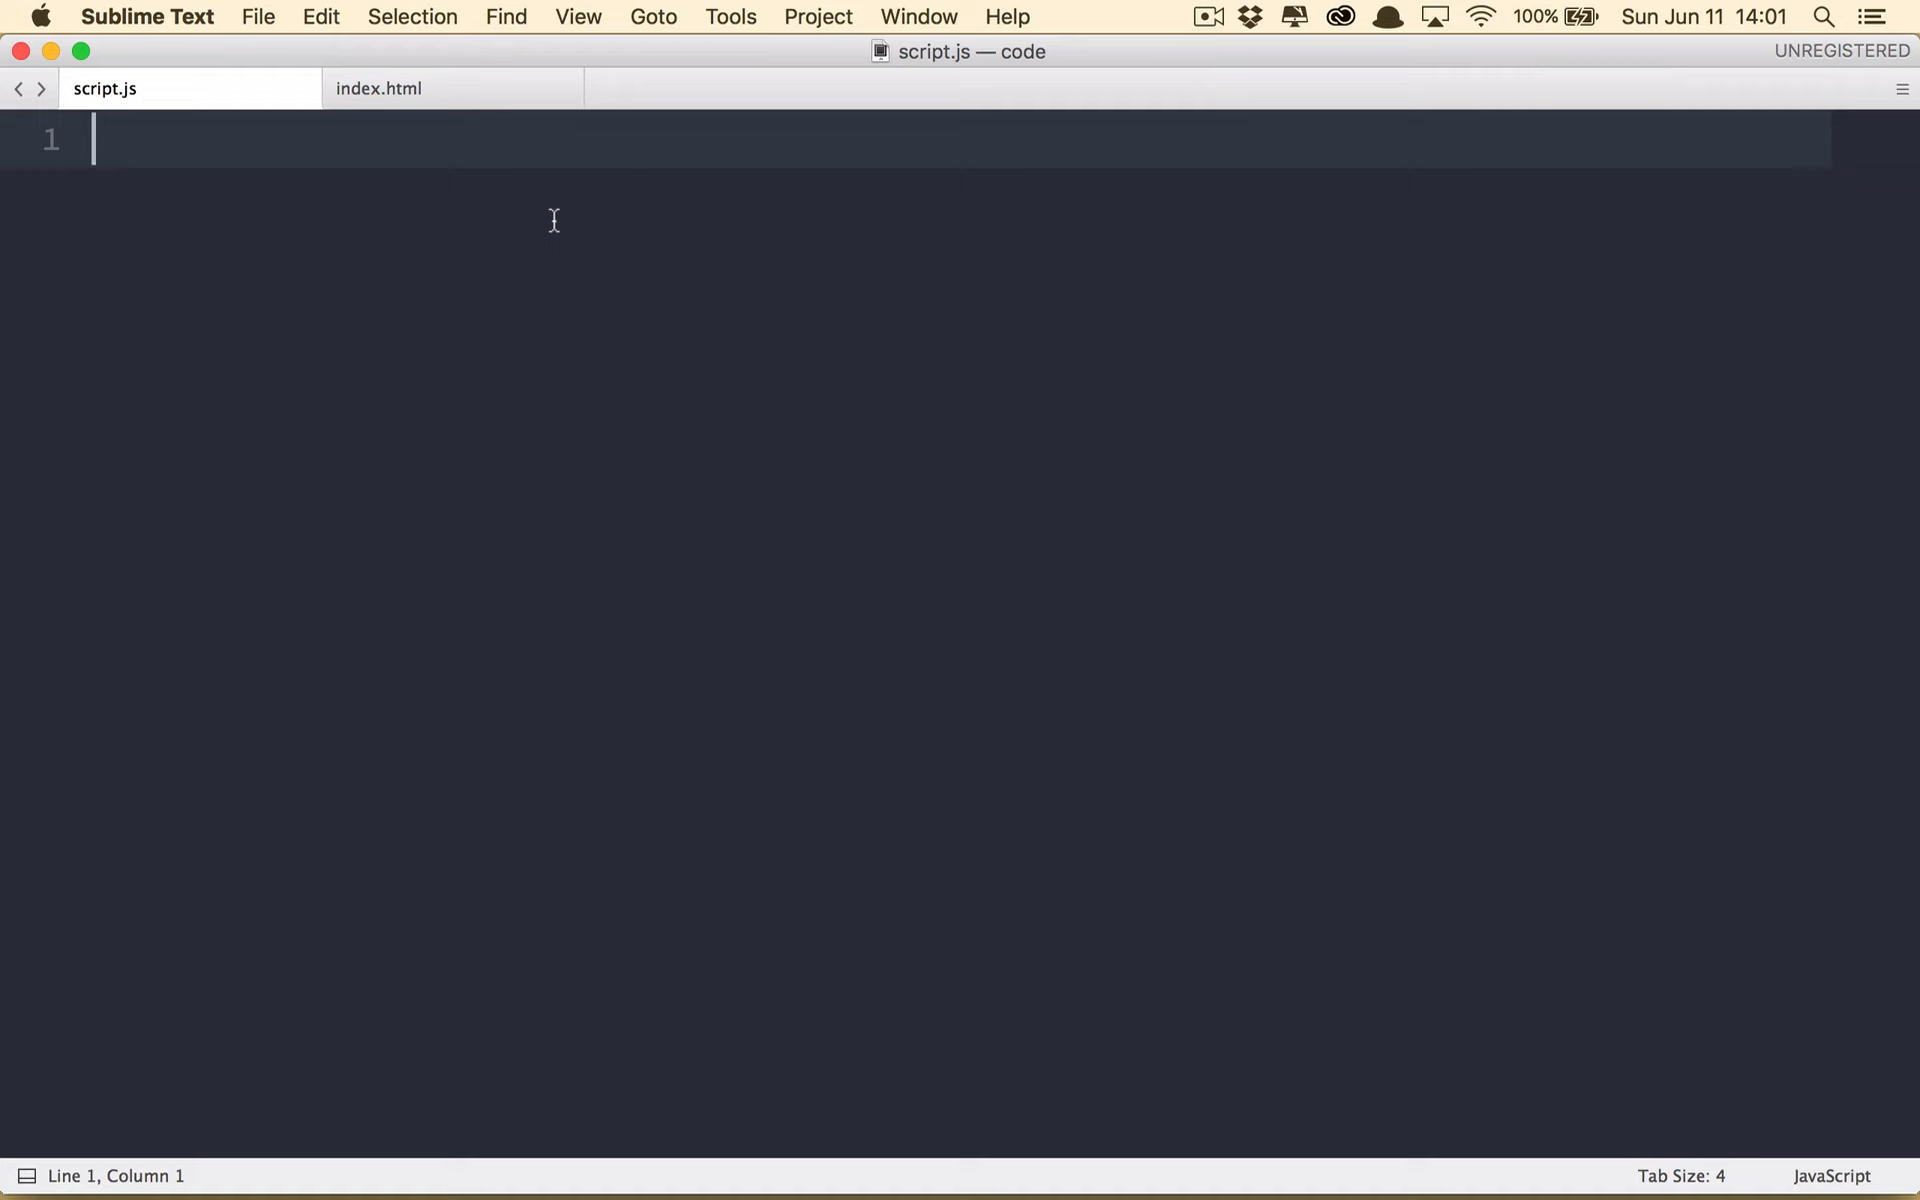 Sublime Text File Edit Selection Find View Goto Tools Project Window Help 100% Sun Jun 11 14:01
script.js — code UNREGISTERED
script.js index.html
1
Line 1, Column 1 Tab Size: 4 JavaScript